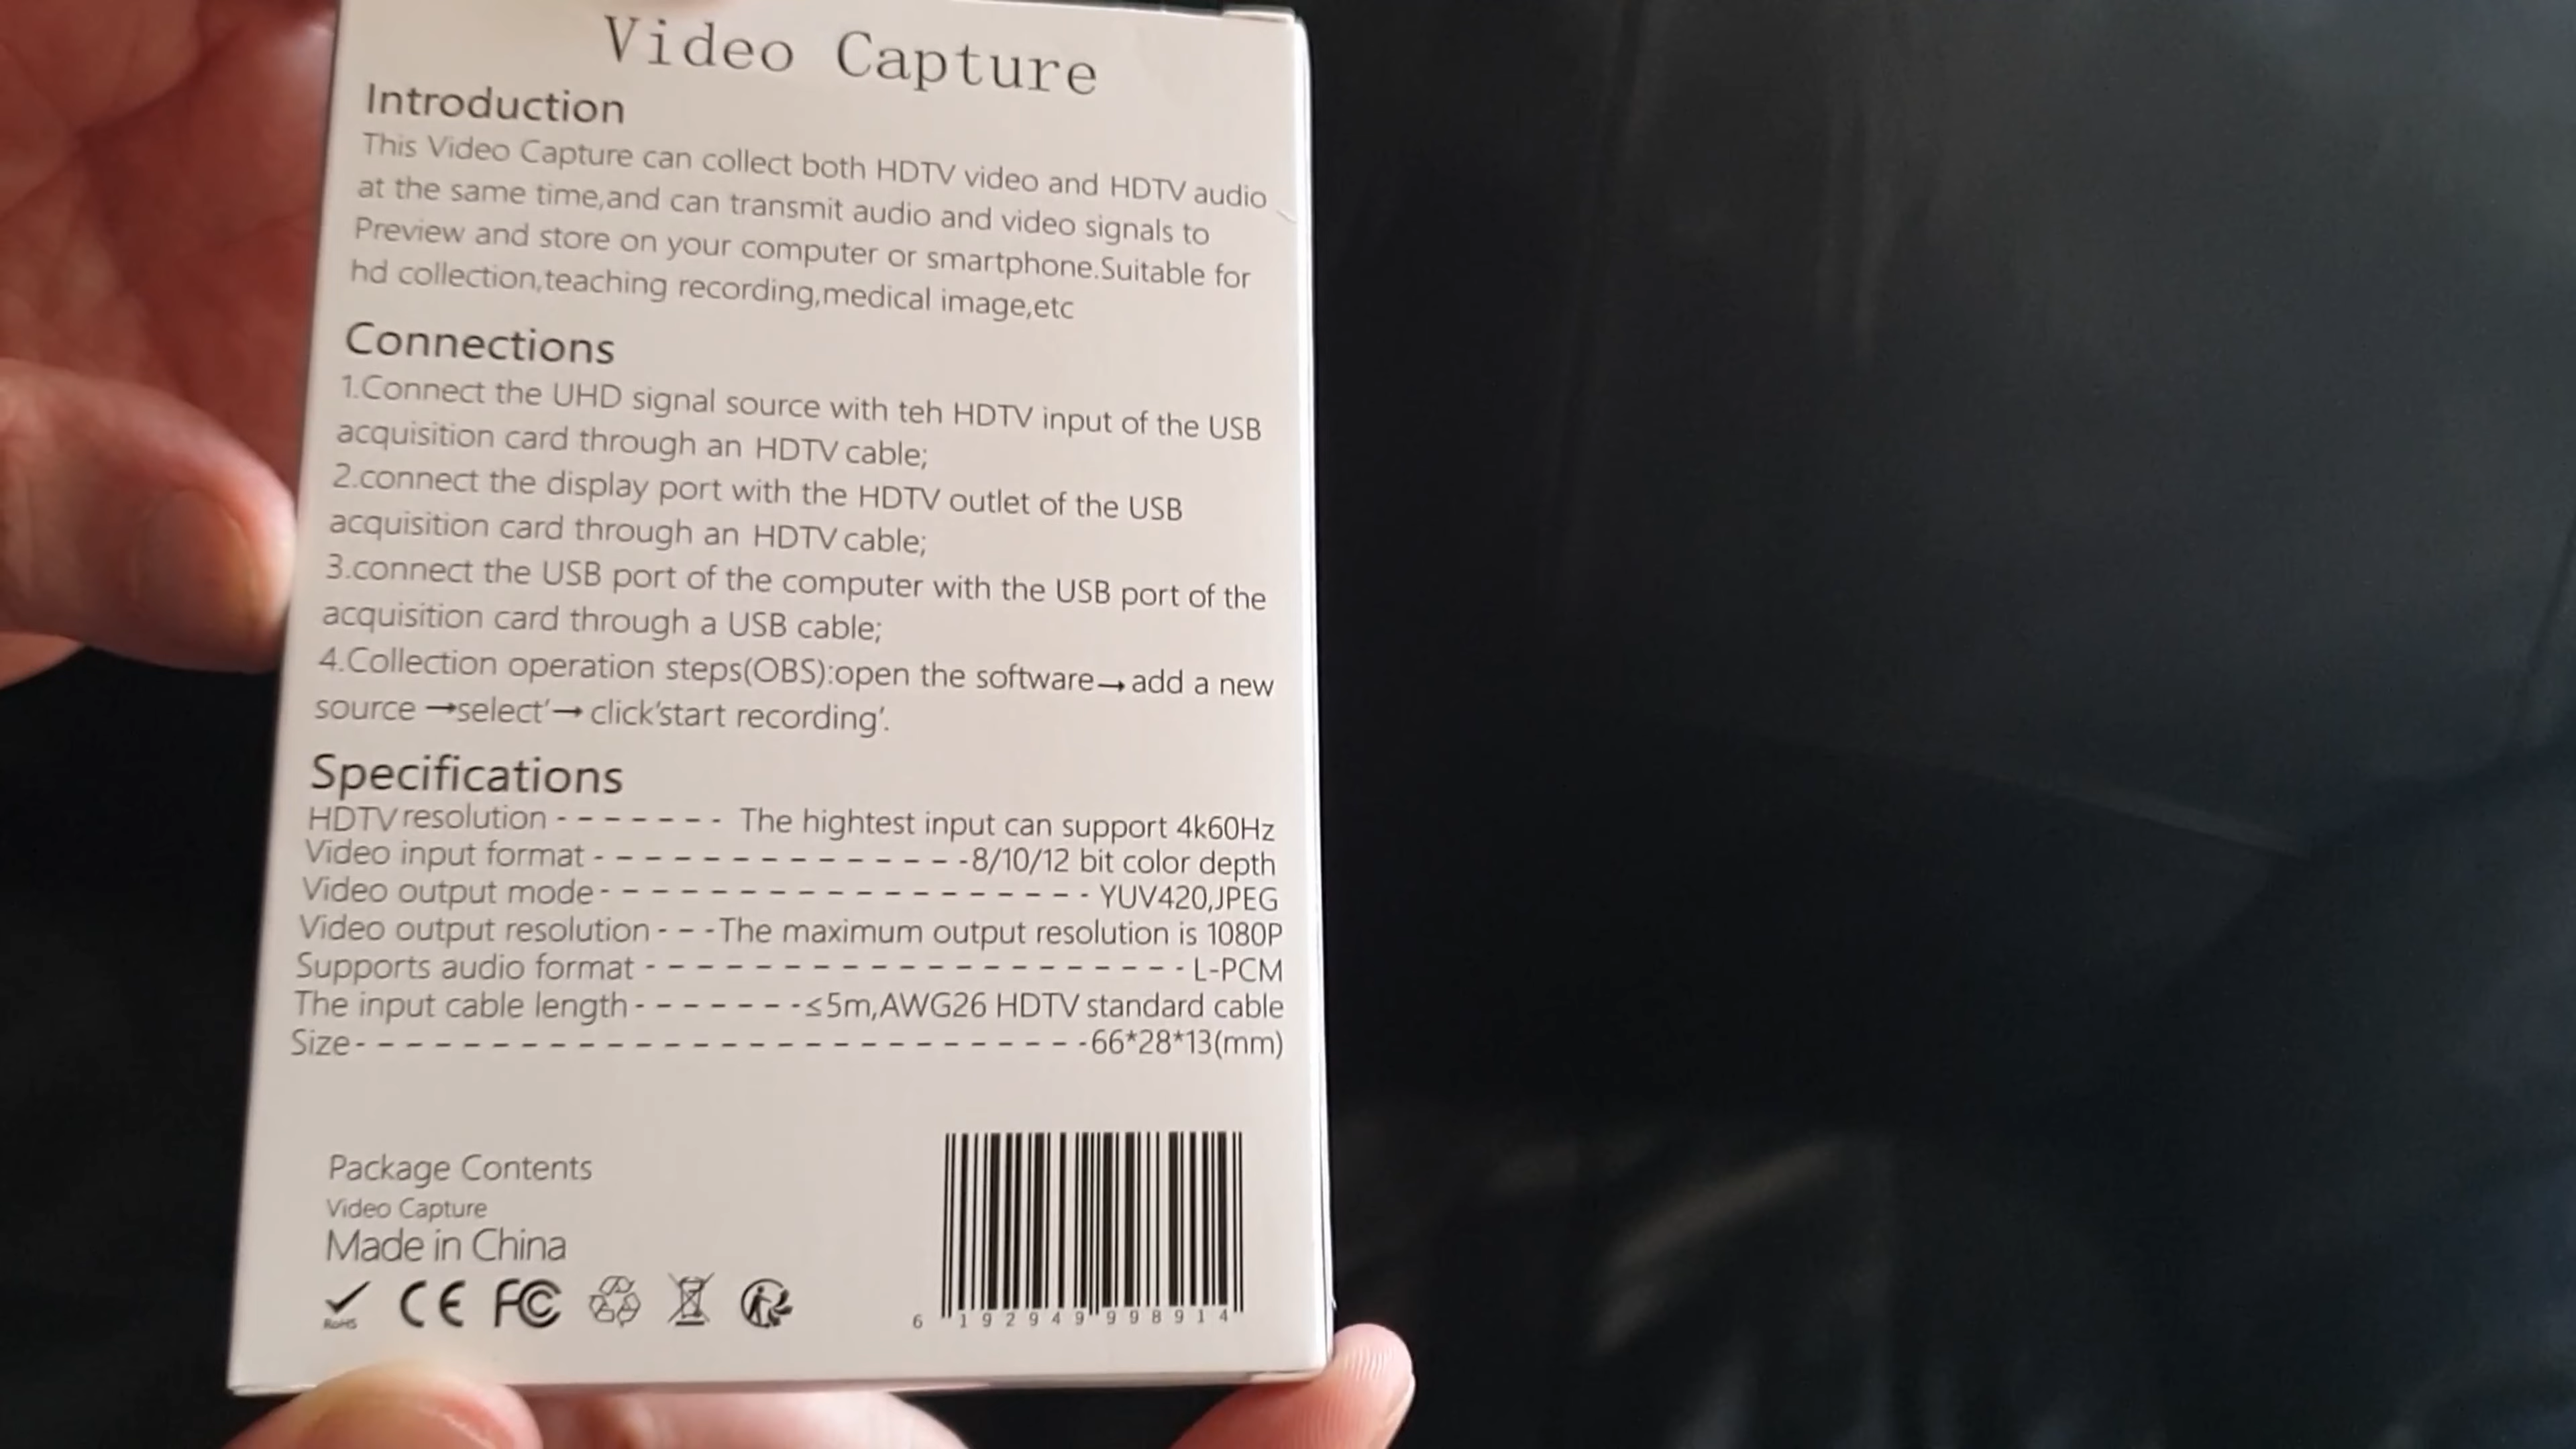 Video Capture
Introduction
This Video Capture can collect both HDTV video and HDTV audio
at the same time,and can transmit audio and video signals to
Preview and store on your computer or smartphone.Suitable for
hd collection,teaching recording,medical image,etc
Connections
1.Connect the UHD signal source with teh HDTV input of the USB
acquisition card through an HDTV cable;
2.connect the display port with the HDTV outlet of the USB
acquisition card through an HDTV cable;
3.connect the USB port of the computer with the USB port of the
acquisition card through a USB cable;
4.Collection operation steps(OBS):open the software→add a new
source →select'→ click'start recording'.
Specifications
HDTV resolution - - - - - - - The hightest input can support 4k60Hz
Video input format - - - - - - - - - - - - - - -8/10/12 bit color depth
Video output mode - - - - - - - - - - - - - - - - - - YUV420,JPEG
Video output resolution - - -The maximum output resolution is 1080P
Supports audio format - - - - - - - - - - - - - - - - - - - - L-PCM
The input cable length - - - - - - -≤5m,AWG26 HDTV standard cable
Size- - - - - - - - - - - - - - - - - - - - - - - - - - -66*28*13(mm)
Package Contents
Video Capture
Made in China
RoHS CE FC
6 192949 998914